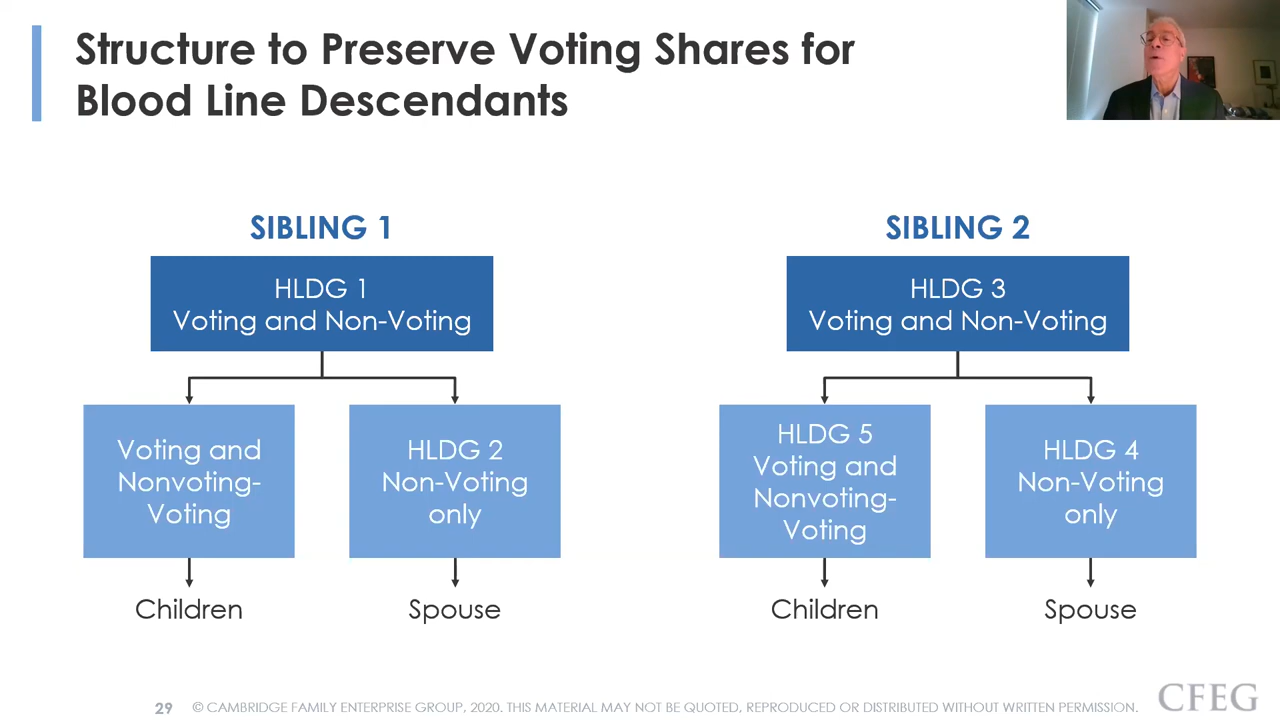 Structure to Preserve Voting Shares for
Blood Line Descendants
SIBLING 1
HLDG 1
Voting and Non-Voting
Voting and
Nonvoting-
Voting
HLDG 2
Non-Voting
only
Children
Spouse
SIBLING 2
HLDG 3
Voting and Non-Voting
HLDG 5
Voting and
Nonvoting-
Voting
HLDG 4
Non-Voting
only
Children
Spouse
29 © CAMBRIDGE FAMILY ENTERPRISE GROUP, 2020. THIS MATERIAL MAY NOT BE QUOTED, REPRODUCED OR DISTRIBUTED WITHOUT WRITTEN PERMISSION.
CFEG